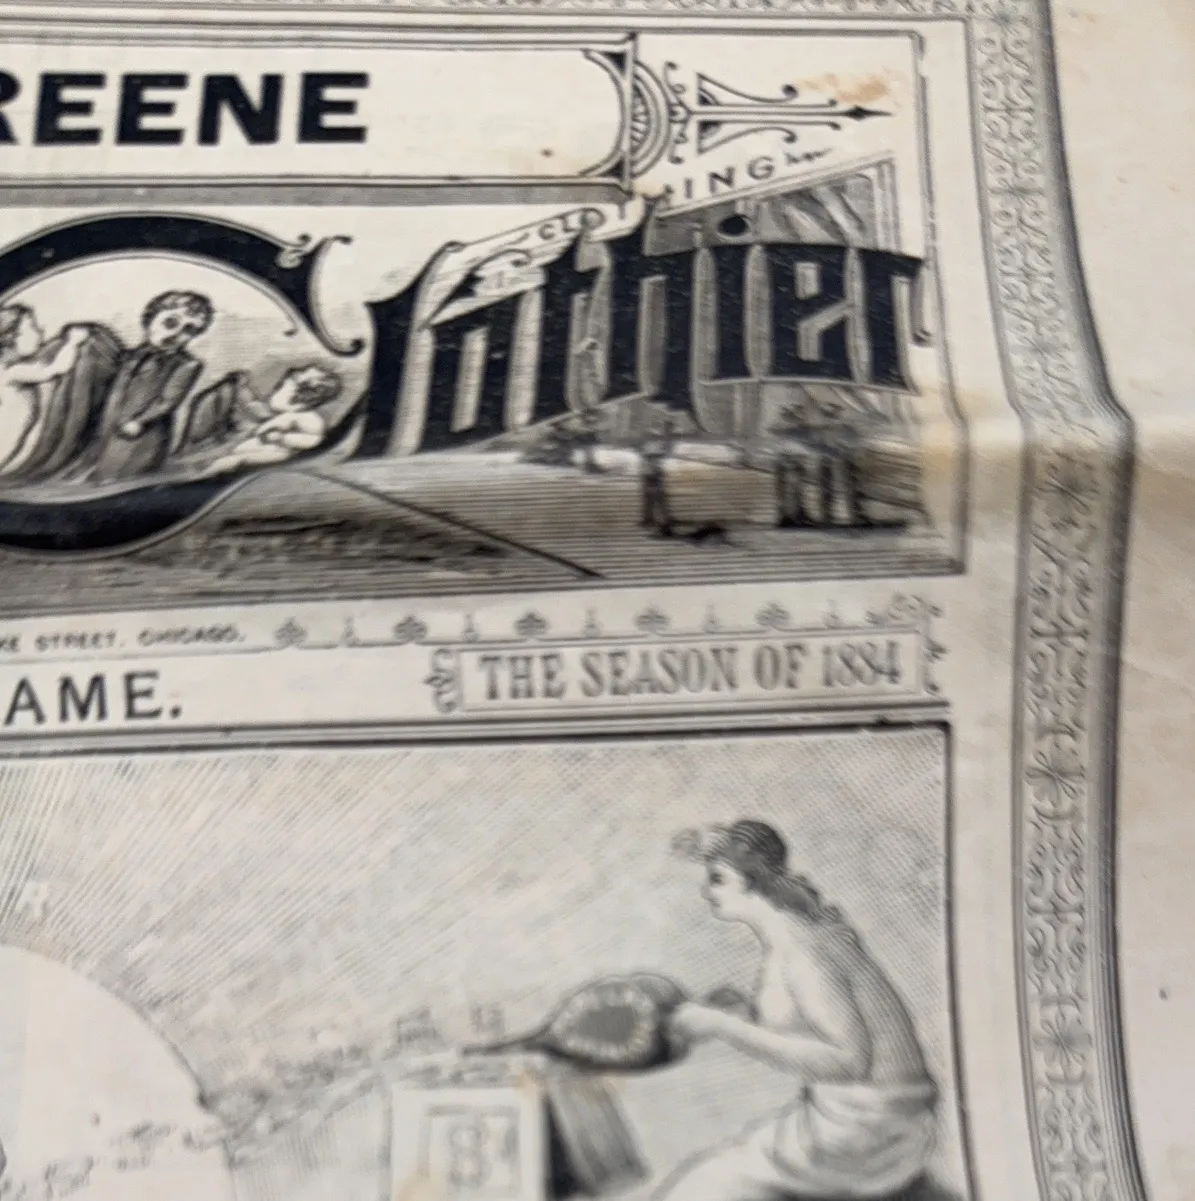 REENE
CLOTHING
Clothier
KE STREET, CHICAGO.
AME.
THE SEASON OF 1884